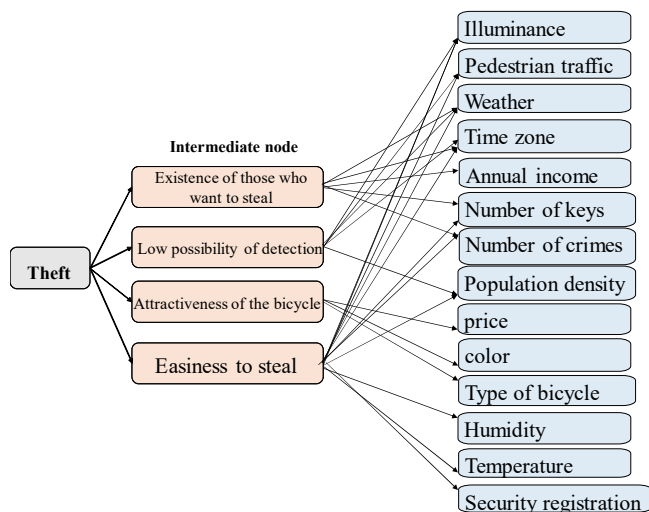 Intermediate node
Theft
Existence of those who
want to steal
Low possibility of detection
Attractiveness of the bicycle
Easiness to steal
Illuminance
Pedestrian traffic
Weather
Time zone
Annual income
Number of keys
Number of crimes
Population density
price
color
Type of bicycle
Humidity
Temperature
Security registration